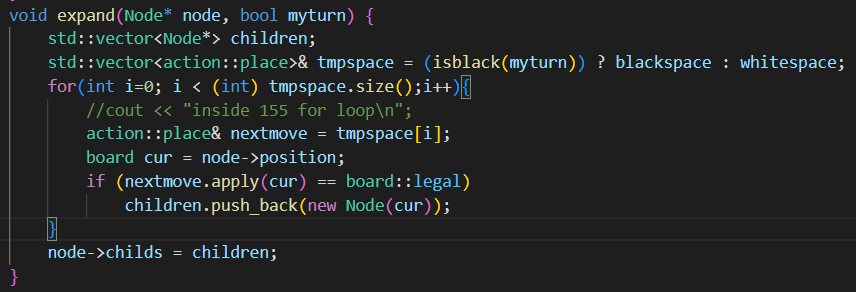 void expand(Node* node, bool myturn) {
    std::vector<Node*> children;
    std::vector<action::place>& tmpspace = (isblack(myturn)) ? blackspace : whitespace;
    for(int i=0; i < (int) tmpspace.size();i++){
        //cout << "inside 155 for loop\n";
        action::place& nextmove = tmpspace[i];
        board cur = node->position;
        if (nextmove.apply(cur) == board::legal)
            children.push_back(new Node(cur));
    }
    node->childs = children;
}